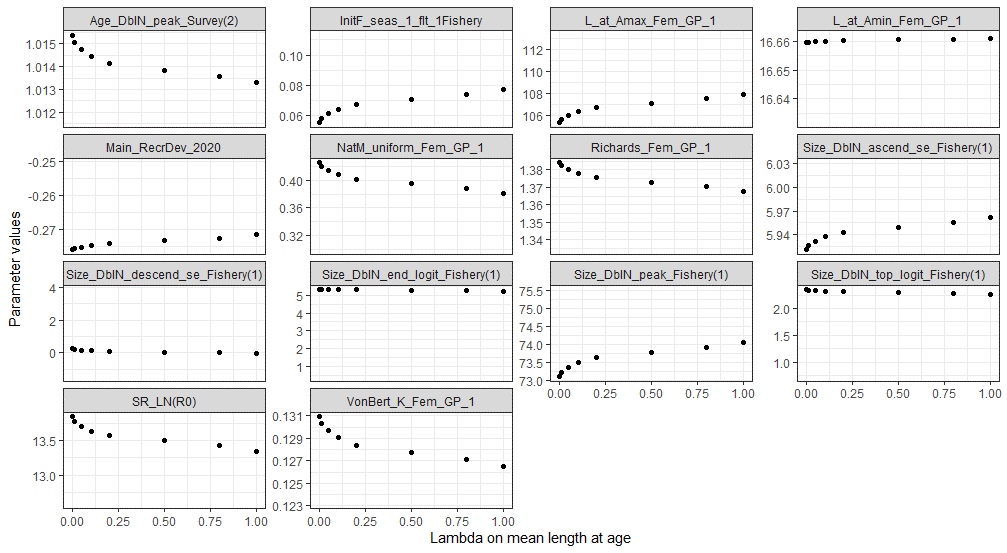 Age_DblN_peak_Survey(2)
InitF_seas_1_flt_1Fishery
L_at_Amax_Fem_GP_1
L_at_Amin_Fem_GP_1
1.015
1.014
1.013
1.012
0.10
0.08
0.06
112
110
108
106
16.66
16.65
16.64
Main_RecrDev_2020
NatM_uniform_Fem_GP_1
Richards_Fem_GP_1
Size_DblN_ascend_se_Fishery(1)
-0.25
-0.26
-0.27
0.40
0.36
0.32
1.38
1.37
1.36
1.35
1.34
6.03
6.00
5.97
5.94
Size_DblN_descend_se_Fishery(1)
Size_DblN_end_logit_Fishery(1)
Size_DblN_peak_Fishery(1)
Size_DblN_top_logit_Fishery(1)
4
2
0
5
4
3
2
1
75.5
75.0
74.5
74.0
73.5
73.0
2.0
1.5
1.0
0.00 0.25 0.50 0.75 1.00
0.00 0.25 0.50 0.75 1.00
SR_LN(R0)
VonBert_K_Fem_GP_1
13.5
13.0
0.131
0.129
0.127
0.125
0.123
0.00 0.25 0.50 0.75 1.00
0.00 0.25 0.50 0.75 1.00
Parameter values
Lambda on mean length at age